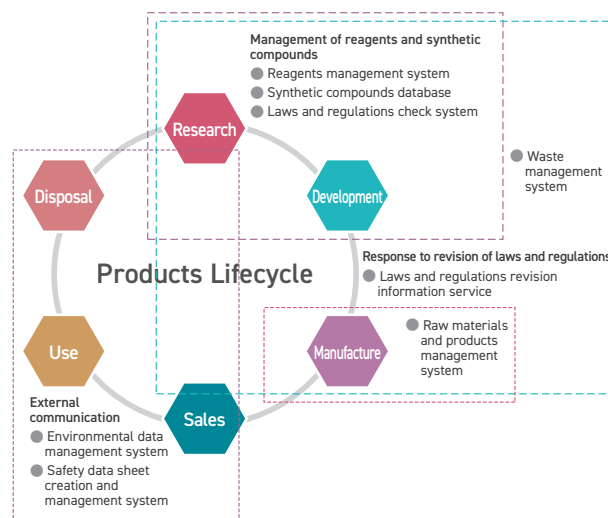 Management of reagents and synthetic
compounds
Reagents management system
Synthetic compounds database
Laws and regulations check system
Research
Waste
management
system
Disposal
Development
Response to revision of laws and regulations
Laws and regulations revision
information service
Products Lifecycle
Raw materials
and products
management
system
Use
Manufacture
External
communication
Environmental data
management system
Safety data sheet
creation and
management system
Sales